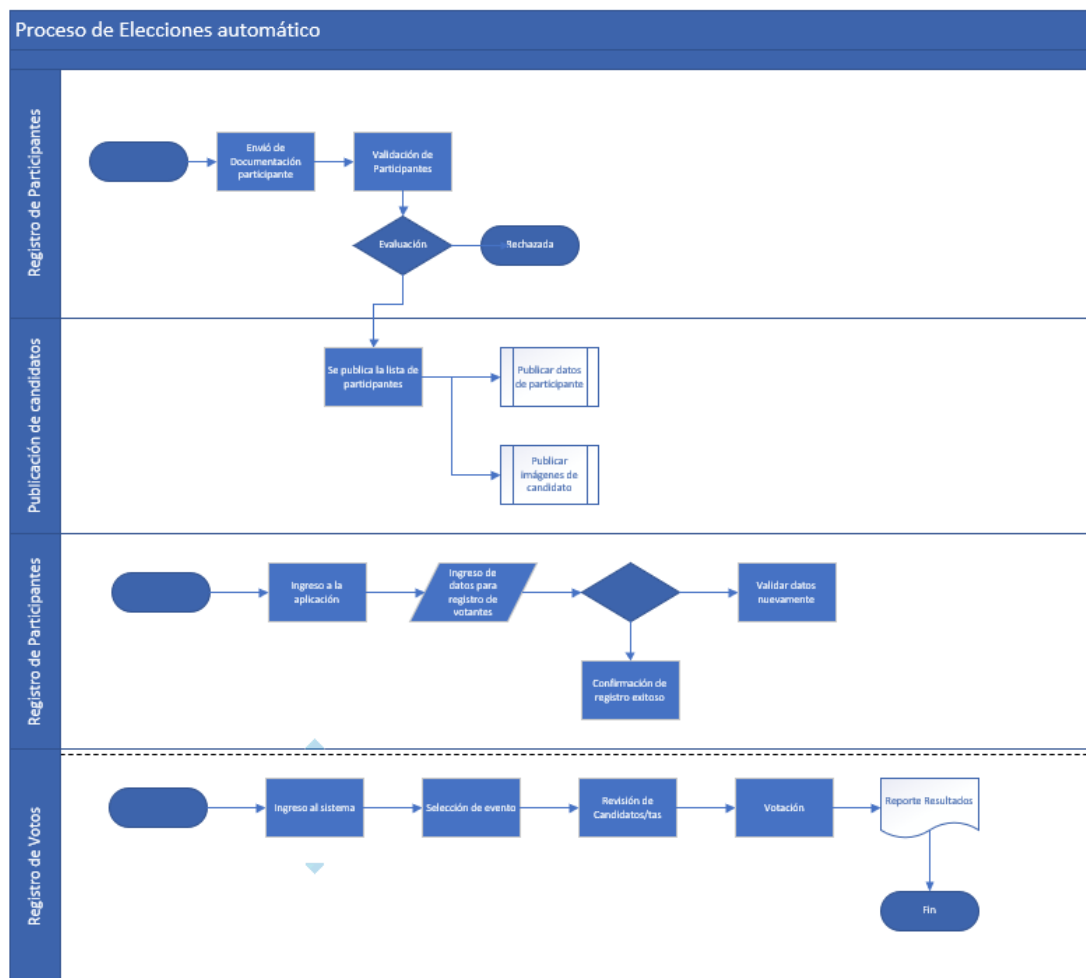 Proceso de Elecciones automático
Registro de Participantes
Envió de
Documentación
participante
Validación de
Participantes
Evaluación
Rechazada
Publicación de candidatos
Se publica la lista de
participantes
Publicar datos
de participante
Publicar
imágenes de
candidato
Registro de Participantes
Ingreso a la
aplicación
Ingreso de
datos para
registro de
votantes
Validar datos
nuevamente
Confirmación de
registro exitoso
Registro de Votos
Ingreso al sistema
Selección de evento
Revisión de
Candidatos/tas
Votación
Reporte Resultados
Fin